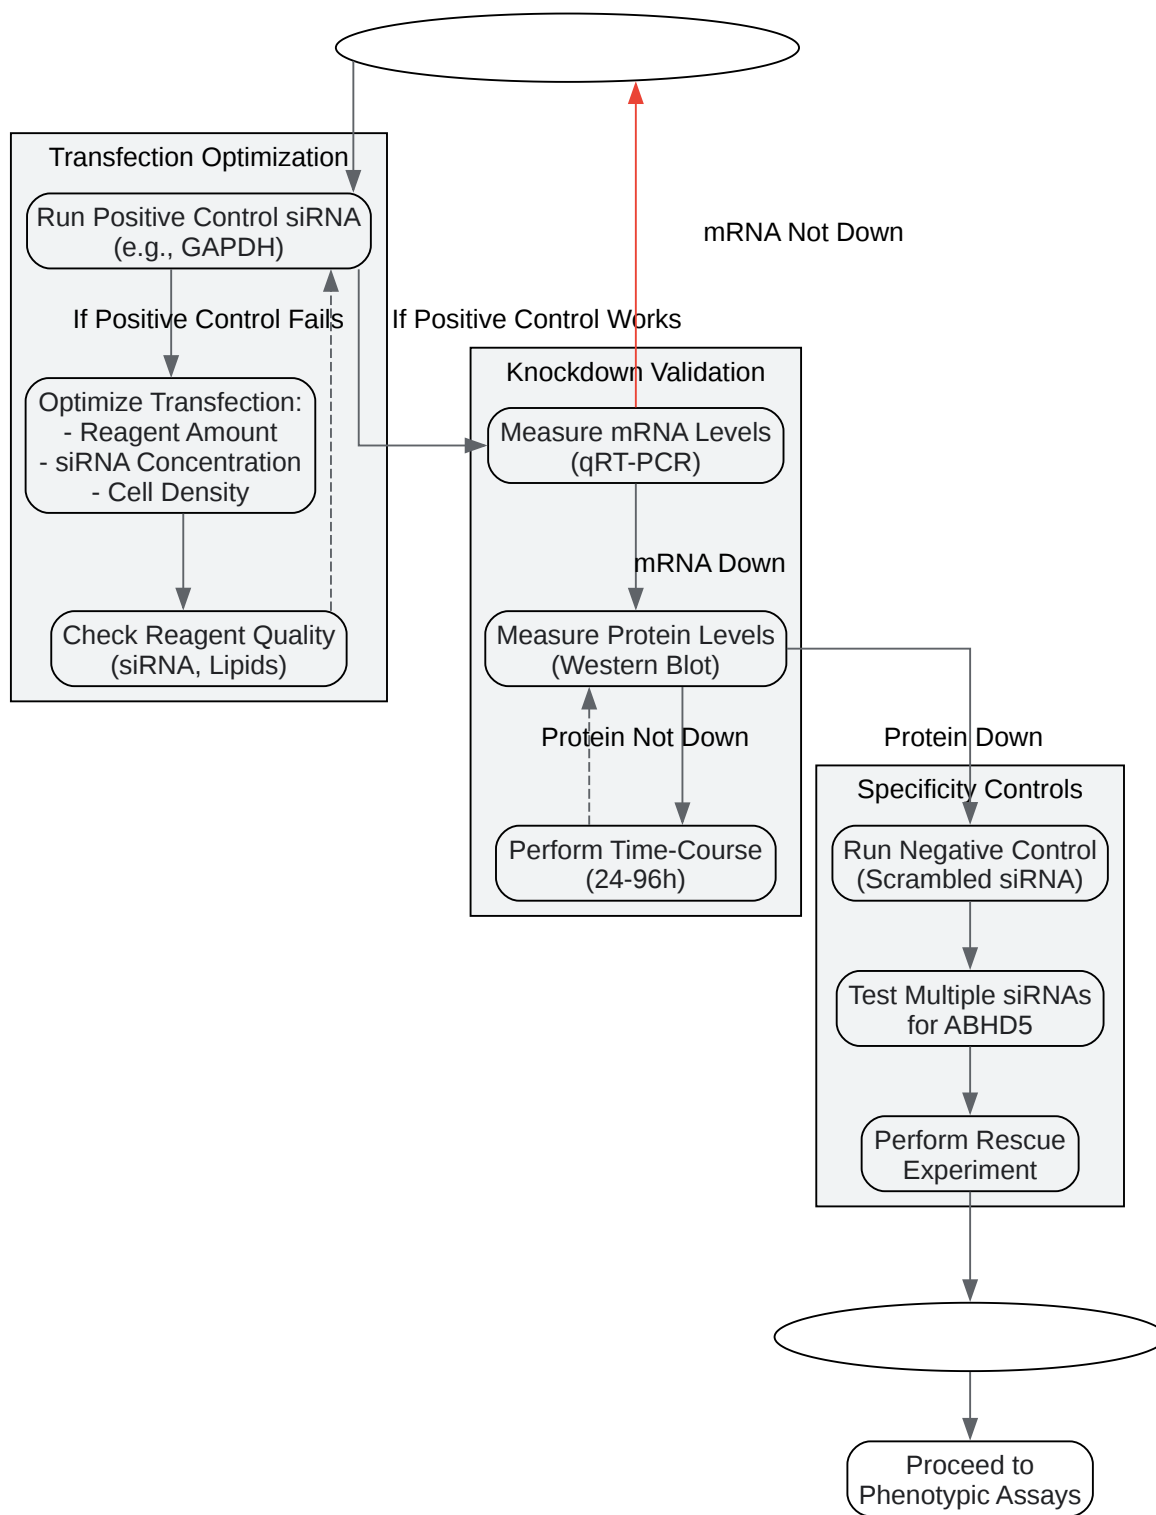 Transfection Optimization
Run Positive Control siRNA
(e.g., GAPDH)
mRNA Not Down
If Positive Control Fails
If Positive Control Works
Knockdown Validation
Optimize Transfection:
- Reagent Amount
- siRNA Concentration
- Cell Density
Measure mRNA Levels
(qRT-PCR)
mRNA Down
Check Reagent Quality
(siRNA, Lipids)
Measure Protein Levels
(Western Blot)
Protein Not Down
Protein Down
Specificity Controls
Perform Time-Course
(24-96h)
Run Negative Control
(Scrambled siRNA)
Test Multiple siRNAs
for ABHD5
Perform Rescue
Experiment
Proceed to
Phenotypic Assays